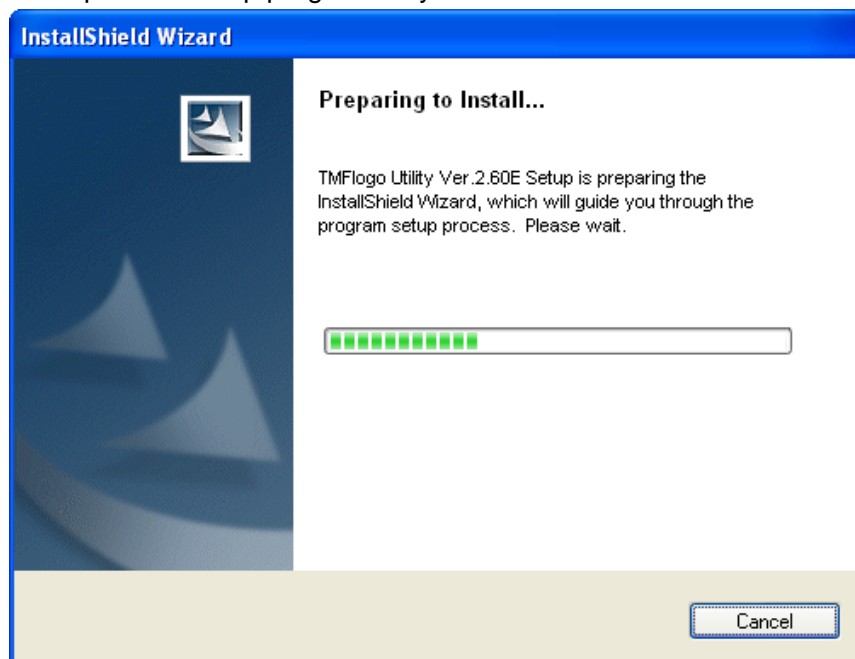 InstallShield Wizard
Preparing to Install...
TMFlogo Utility Ver.2.60E Setup is preparing the
InstallShield Wizard, which will guide you through the
program setup process. Please wait.
Cancel